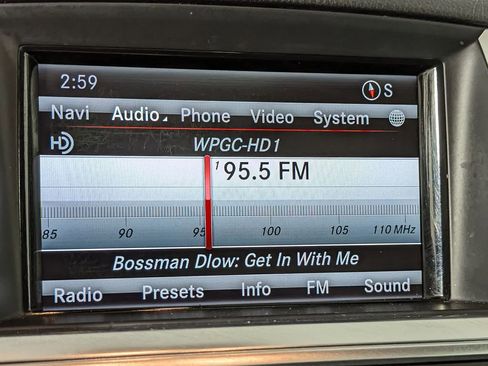 2:59 S
Navi Audio Phone Video System
HD WPGC-HD1
1 95.5 FM
85 90 95 100 105 110 MHz
Bossman Dlow: Get In With Me
Radio Presets Info FM Sound